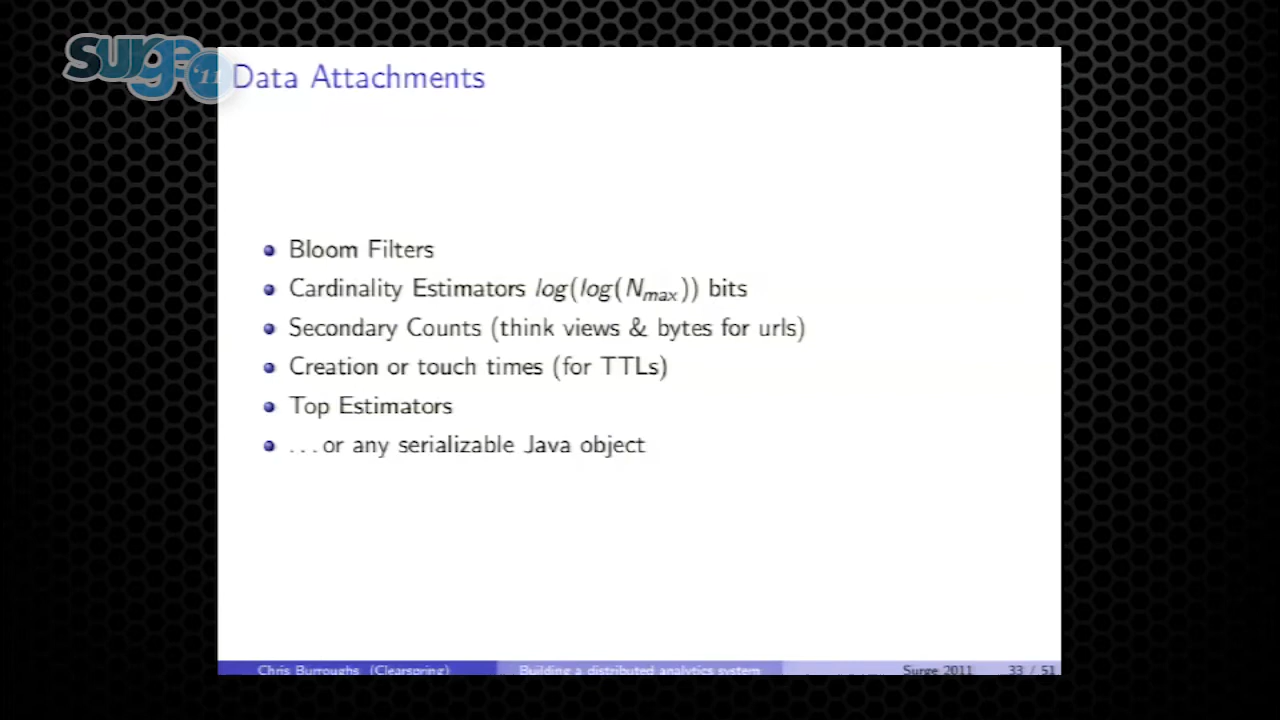 surge '11
Data Attachments
Bloom Filters
Cardinality Estimators log(log(N_max)) bits
Secondary Counts (think views & bytes for urls)
Creation or touch times (for TTLs)
Top Estimators
...or any serializable Java object
Chris Burroughs (Clearspring) Building a distributed analytics system Surge 2011 33 / 51